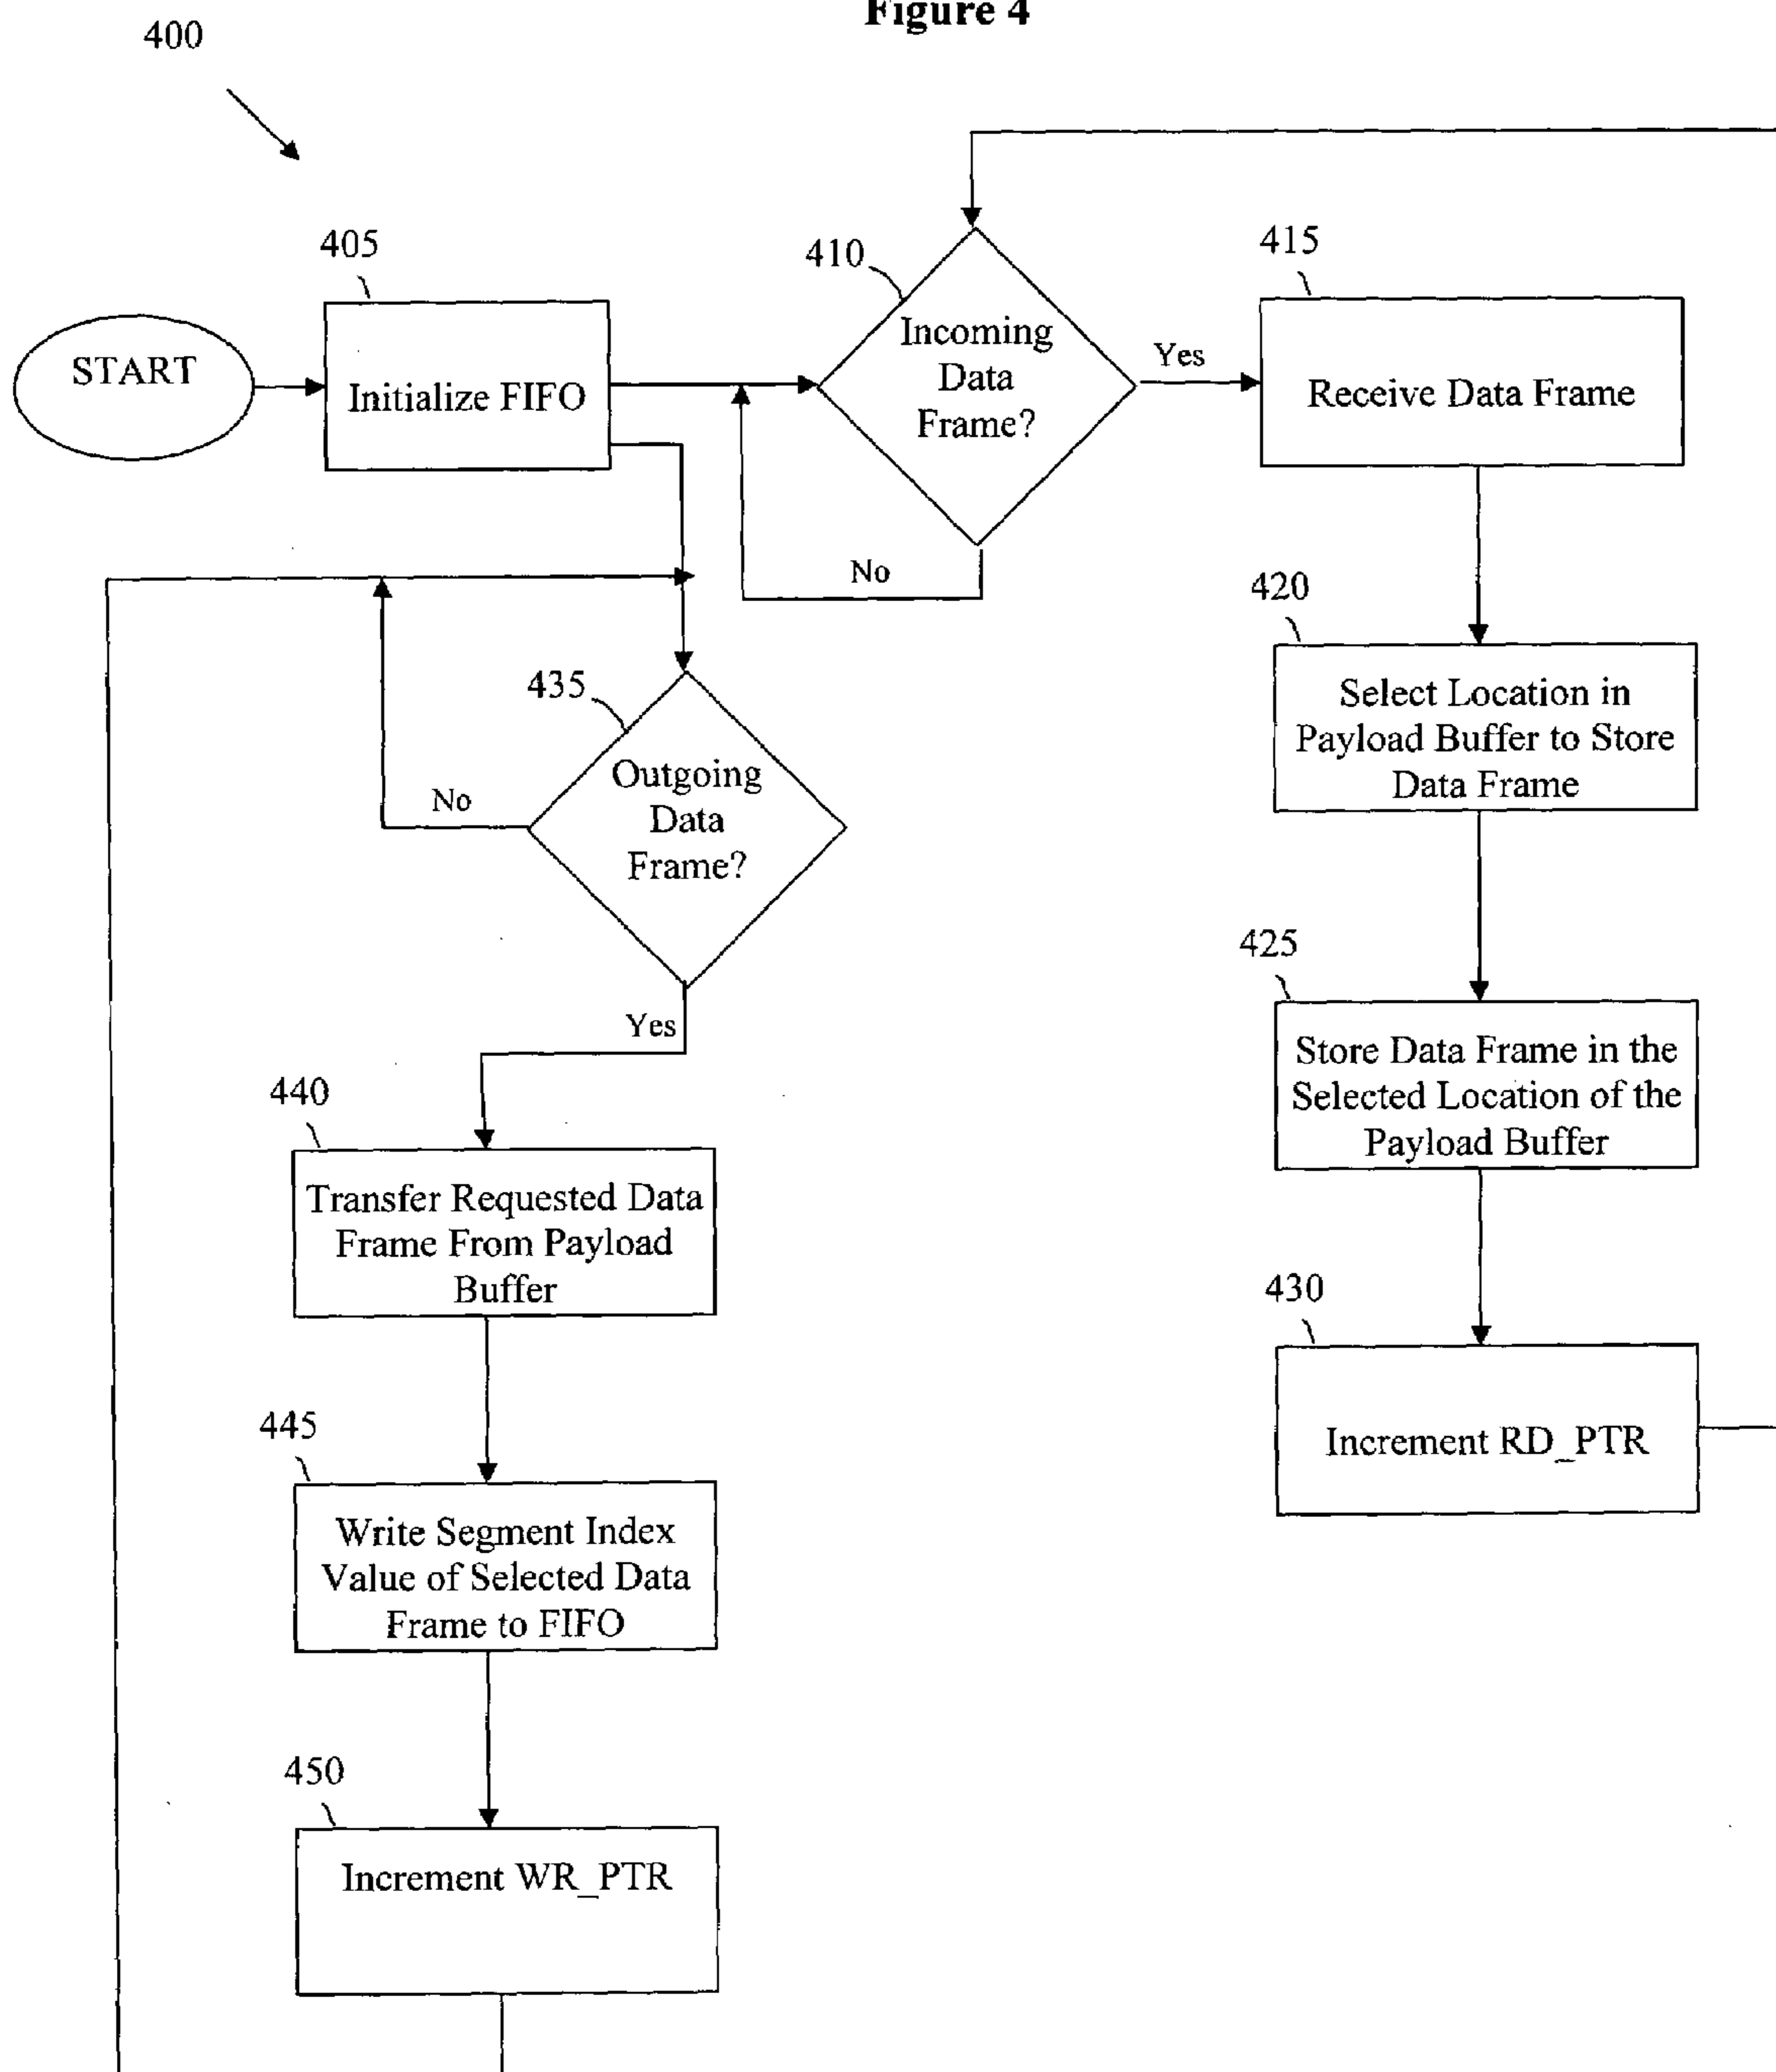 Figure 4
400
405
START
Initialize FIFO
410
Incoming
Data
Frame?
Yes
No
415
Receive Data Frame
420
Select Location in
Payload Buffer to Store
Data Frame
425
Store Data Frame in the
Selected Location of the
Payload Buffer
430
Increment RD_PTR
435
Outgoing
Data
Frame?
No
Yes
440
Transfer Requested Data
Frame From Payload
Buffer
445
Write Segment Index
Value of Selected Data
Frame to FIFO
450
Increment WR_PTR